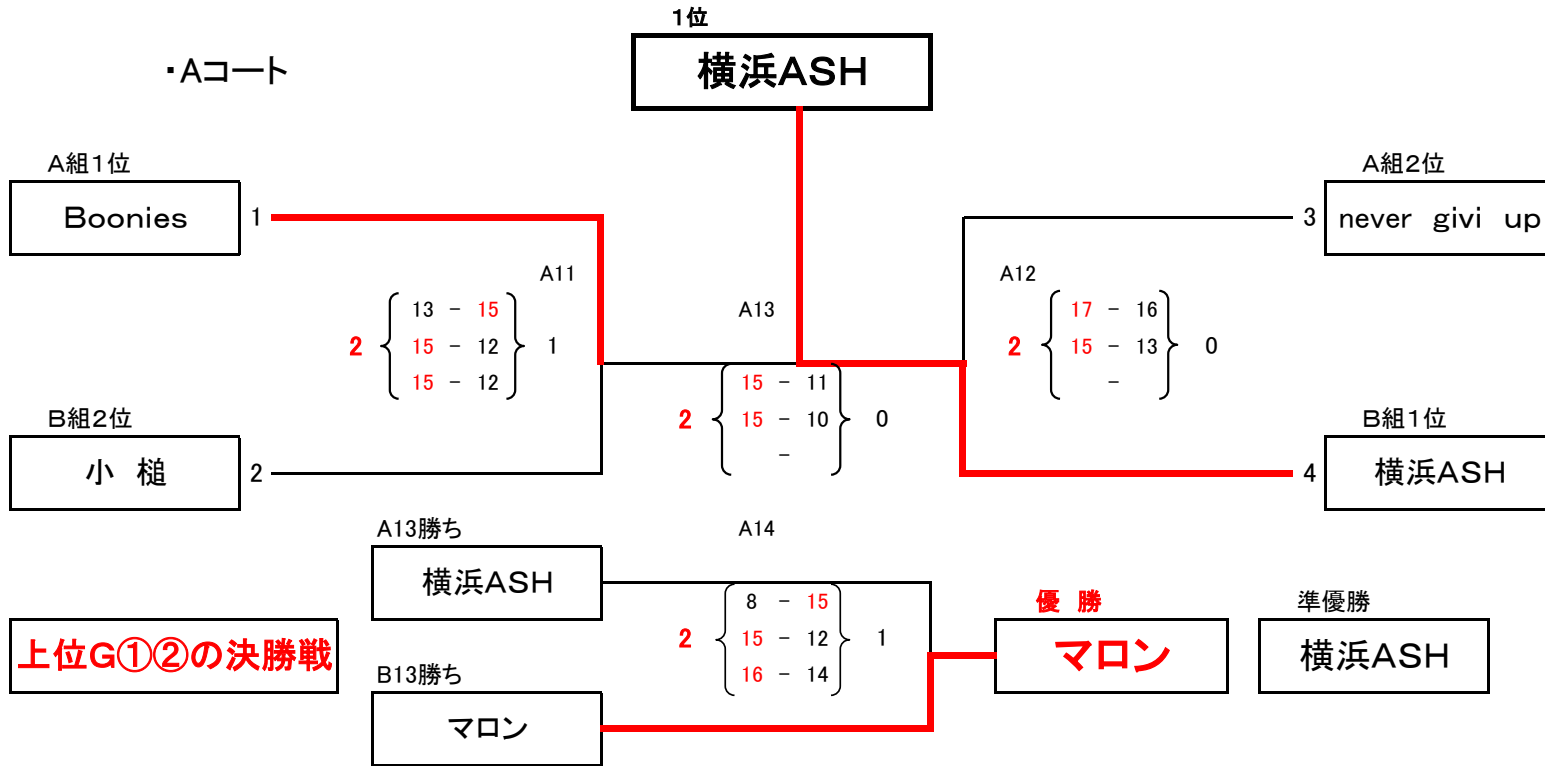 1位
横浜ASH
・Aコート
A組1位
A組2位
Boonies
1
3
never givi up
A11
A12
13 － 15
17 － 16
A13
2
15 － 12
1
2
15 － 13
0
15 － 12
－
15 － 11
B組2位
2
15 － 10
0
B組1位
－
小 槌
2
4
横浜ASH
A13勝ち
A14
横浜ASH
8 － 15
優 勝
準優勝
上位G①②の決勝戦
2
15 － 12
1
マロン
横浜ASH
16 － 14
B13勝ち
マロン